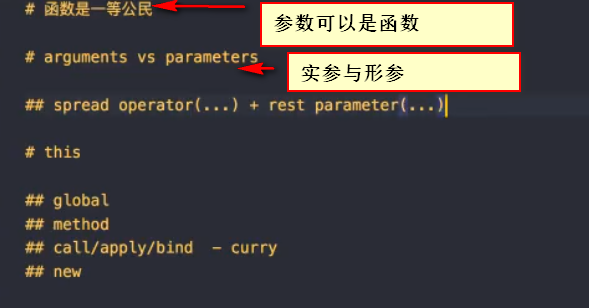 # 函数是一等公民
参数可以是函数
# arguments vs parameters
实参与形参
## spread operator(...) + rest parameter(...)
# this
## global
## method
## call/apply/bind - curry
## new